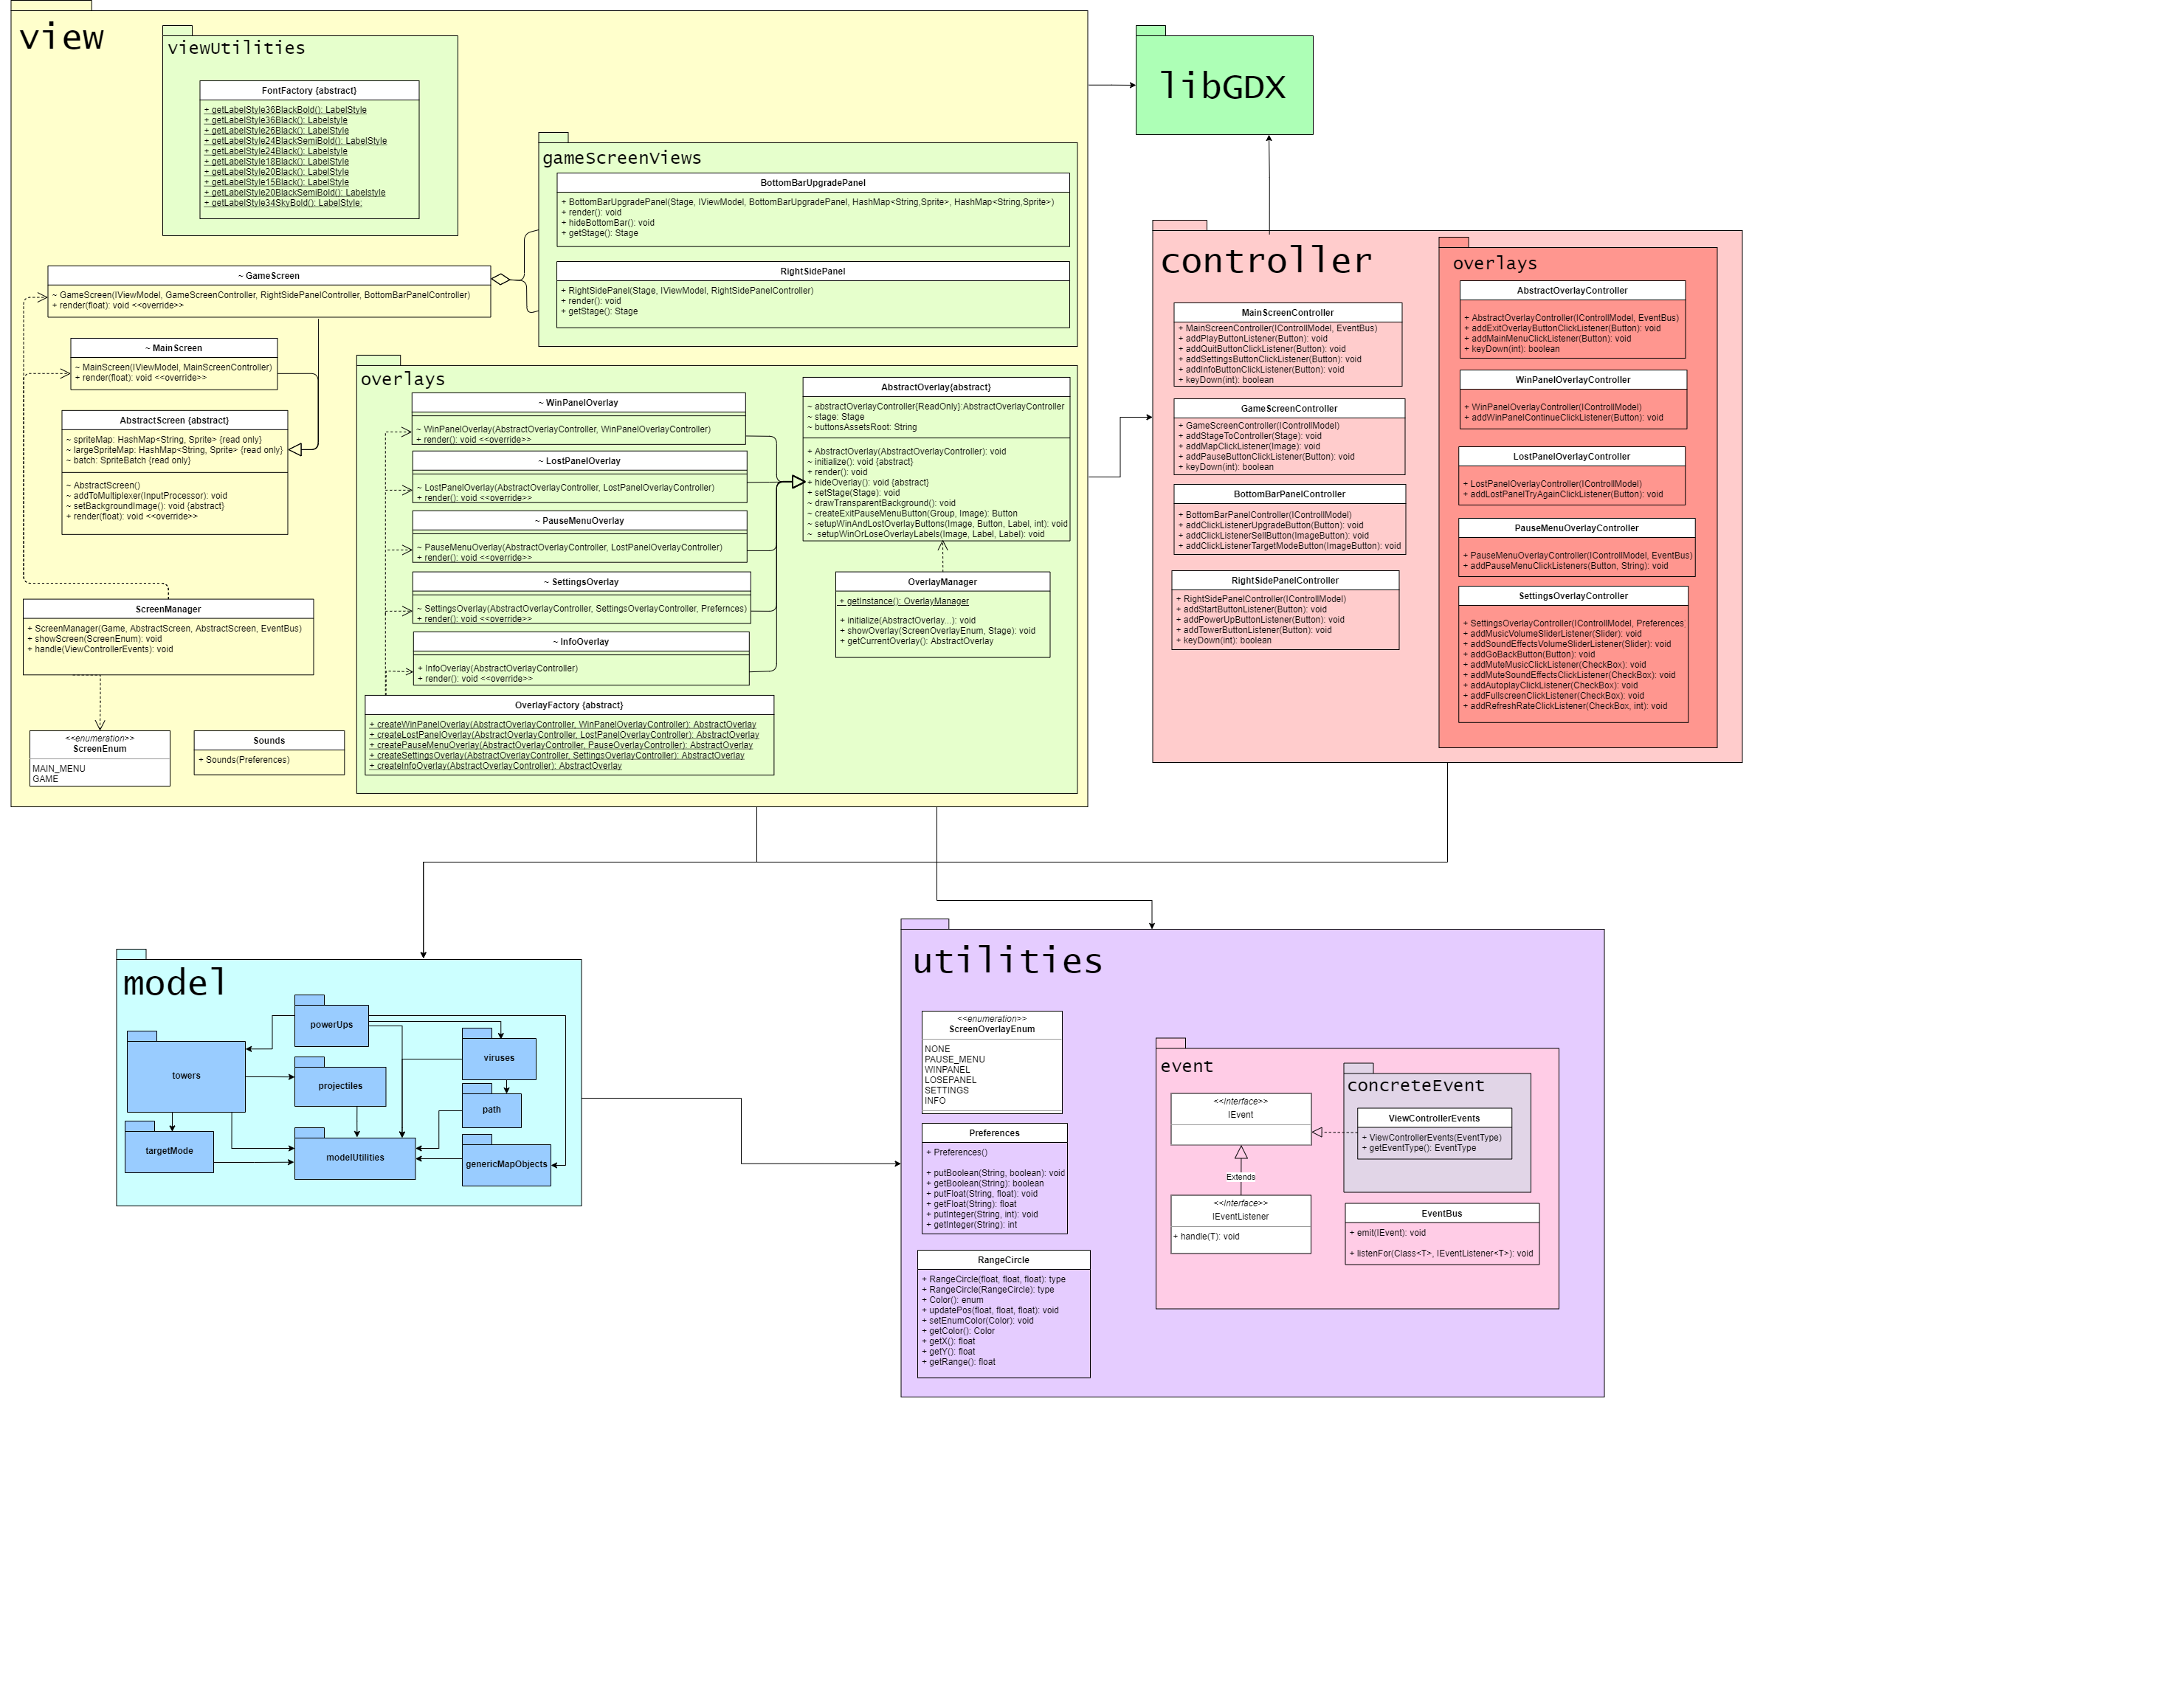 view
viewUtilities
FontFactory {abstract}
+ getLabelStyle36BlackBold(): LabelStyle
+ getLabelStyle36Black(): Labelstyle
+ getLabelStyle26Black(): LabelStyle
+ getLabelStyle24BlackSemiBold(): LabelStyle
+ getLabelStyle24Black(): Labelstyle
+ getLabelStyle18Black(): LabelStyle
+ getLabelStyle20Black(): LabelStyle
+ getLabelStyle15Black(): LabelStyle
+ getLabelStyle20BlackSemiBold(): Labelstyle
+ getLabelStyle34SkyBold(): LabelStyle:
gameScreenViews
BottomBarUpgradePanel
+ BottomBarUpgradePanel(Stage, IViewModel, BottomBarUpgradePanel, HashMap<String,Sprite>, HashMap<String,Sprite>)
+ render(): void
+ hideBottomBar(): void
+ getStage(): Stage
RightSidePanel
+ RightSidePanel(Stage, IViewModel, RightSidePanelController)
+ render(): void
+ getStage(): Stage
~ GameScreen
~ GameScreen(IViewModel, GameScreenController, RightSidePanelController, BottomBarPanelController)
+ render(float): void <<override>>
~ MainScreen
~ MainScreen(IViewModel, MainScreenController)
+ render(float): void <<override>>
AbstractScreen {abstract}
~ spriteMap: HashMap<String, Sprite> {read only}
~ largeSpriteMap: HashMap<String, Sprite> {read only}
~ batch: SpriteBatch {read only}
~ AbstractScreen()
~ addToMultiplexer(InputProcessor): void
~ setBackgroundImage(): void {abstract}
+ render(float): void <<override>>
ScreenManager
+ ScreenManager(Game, AbstractScreen, AbstractScreen, EventBus)
+ showScreen(ScreenEnum): void
+ handle(ViewControllerEvents): void
<<enumeration>>
ScreenEnum
MAIN_MENU
GAME
Sounds
+ Sounds(Preferences)
overlays
~ WinPanelOverlay
~ WinPanelOverlay(AbstractOverlayController, WinPanelOverlayController)
+ render(): void <<override>>
~ LostPanelOverlay
~ LostPanelOverlay(AbstractOverlayController, LostPanelOverlayController)
+ render(): void <<override>>
~ PauseMenuOverlay
~ PauseMenuOverlay(AbstractOverlayController, LostPanelOverlayController)
+ render(): void <<override>>
~ SettingsOverlay
~ SettingsOverlay(AbstractOverlayController, SettingsOverlayController, Prefernces)
+ render(): void <<override>>
~ InfoOverlay
+ InfoOverlay(AbstractOverlayController)
+ render(): void <<override>>
OverlayFactory {abstract}
+ createWinPanelOverlay(AbstractOverlayController, WinPanelOverlayController): AbstractOverlay
+ createLostPanelOverlay(AbstractOverlayController, LostPanelOverlayController): AbstractOverlay
+ createPauseMenuOverlay(AbstractOverlayController, PauseOverlayController): AbstractOverlay
+ createSettingsOverlay(AbstractOverlayController, SettingsOverlayController): AbstractOverlay
+ createInfoOverlay(AbstractOverlayController): AbstractOverlay
AbstractOverlay{abstract}
~ abstractOverlayController{ReadOnly}:AbstractOverlayController
~ stage: Stage
~ buttonsAssetsRoot: String
+ AbstractOverlay(AbstractOverlayController): void
~ initialize(): void {abstract}
+ render(): void
+ hideOverlay(): void {abstract}
+ setStage(Stage): void
~ drawTransparentBackground(): void
~ createExitPauseMenuButton(Group, Image): Button
~ setupWinAndLostOverlayButtons(Image, Button, Label, int): void
~ setupWinOrLoseOverlayLabels(Image, Label, Label): void
OverlayManager
+ getInstance(): OverlayManager
+ initialize(AbstractOverlay...): void
+ showOverlay(ScreenOverlayEnum, Stage): void
+ getCurrentOverlay(): AbstractOverlay
libGDX
controller
MainScreenController
+ MainScreenController(IControllModel, EventBus)
+ addPlayButtonListener(Button): void
+ addQuitButtonClickListener(Button): void
+ addSettingsButtonClickListener(Button): void
+ addInfoButtonClickListener(Button): void
+ keyDown(int): boolean
GameScreenController
+ GameScreenController(IControllModel)
+ addStageToController(Stage): void
+ addMapClickListener(Image): void
+ addPauseButtonClickListener(Button): void
+ keyDown(int): boolean
BottomBarPanelController
+ BottomBarPanelController(IControllModel)
+ addClickListenerUpgradeButton(Button): void
+ addClickListenerSellButton(ImageButton): void
+ addClickListenerTargetModeButton(ImageButton): void
RightSidePanelController
+ RightSidePanelController(IControllModel)
+ addStartButtonListener(Button): void
+ addPowerUpButtonListener(Button): void
+ addTowerButtonListener(Button): void
+ keyDown(int): boolean
overlays
AbstractOverlayController
+ AbstractOverlayController(IControllModel, EventBus)
+ addExitOverlayButtonClickListener(Button): void
+ addMainMenuClickListener(Button): void
+ keyDown(int): boolean
WinPanelOverlayController
+ WinPanelOverlayController(IControllModel)
+ addWinPanelContinueClickListener(Button): void
LostPanelOverlayController
+ LostPanelOverlayController(IControllModel)
+ addLostPanelTryAgainClickListener(Button): void
PauseMenuOverlayController
+ PauseMenuOverlayController(IControllModel, EventBus)
+ addPauseMenuClickListeners(Button, String): void
SettingsOverlayController
+ SettingsOverlayController(IControllModel, Preferences
+ addMusicVolumeSliderListener(Slider): void
+ addSoundEffectsVolumeSliderListener(Slider): void
+ addGoBackButton(Button): void
+ addMuteMusicClickListener(CheckBox): void
+ addMuteSoundEffectsClickListener(CheckBox): void
+ addAutoplayClickListener(CheckBox): void
+ addFullscreenClickListener(CheckBox): void
+ addRefreshRateClickListener(CheckBox, int): void
model
powerUps
towers
projectiles
viruses
path
targetMode
modelUtilities
genericMapObjects
utilities
<<enumeration>>
ScreenOverlayEnum
NONE
PAUSE_MENU
WINPANEL
LOSEPANEL
SETTINGS
INFO
Preferences
+ Preferences()
+ putBoolean(String, boolean): void
+ getBoolean(String): boolean
+ putFloat(String, float): void
+ getFloat(String): float
+ putInteger(String, int): void
+ getInteger(String): int
RangeCircle
+ RangeCircle(float, float, float): type
+ RangeCircle(RangeCircle): type
+ Color(): enum
+ updatePos(float, float, float): void
+ setEnumColor(Color): void
+ getColor(): Color
+ getX(): float
+ getY(): float
+ getRange(): float
event
<<Interface>>
IEvent
Extends
<<Interface>>
IEventListener
+ handle(T): void
concreteEvent
ViewControllerEvents
+ ViewControllerEvents(EventType)
+ getEventType(): EventType
EventBus
+ emit(IEvent): void
+ listenFor(Class<T>, IEventListener<T>): void